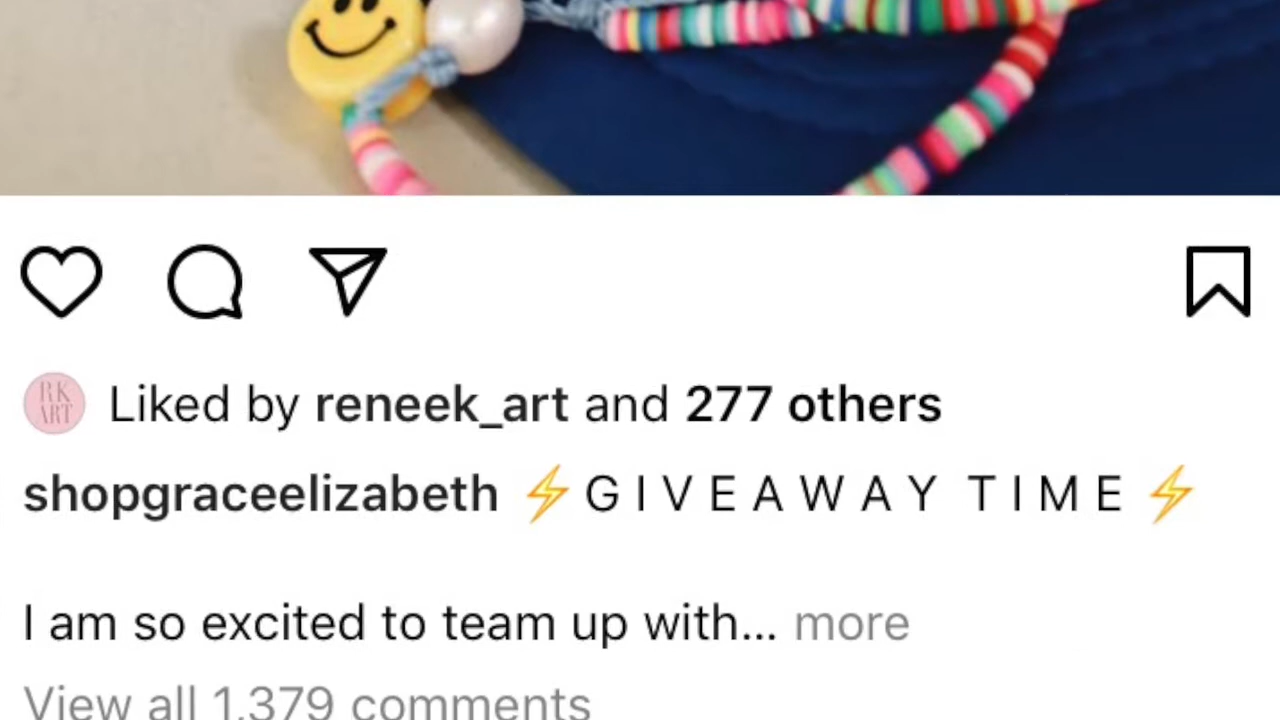 RK
ART
Liked by reneek_art and 277 others
shopgraceelizabeth ⚡G I V E A W A Y  T I M E⚡
I am so excited to team up with... more
View all 1,379 comments